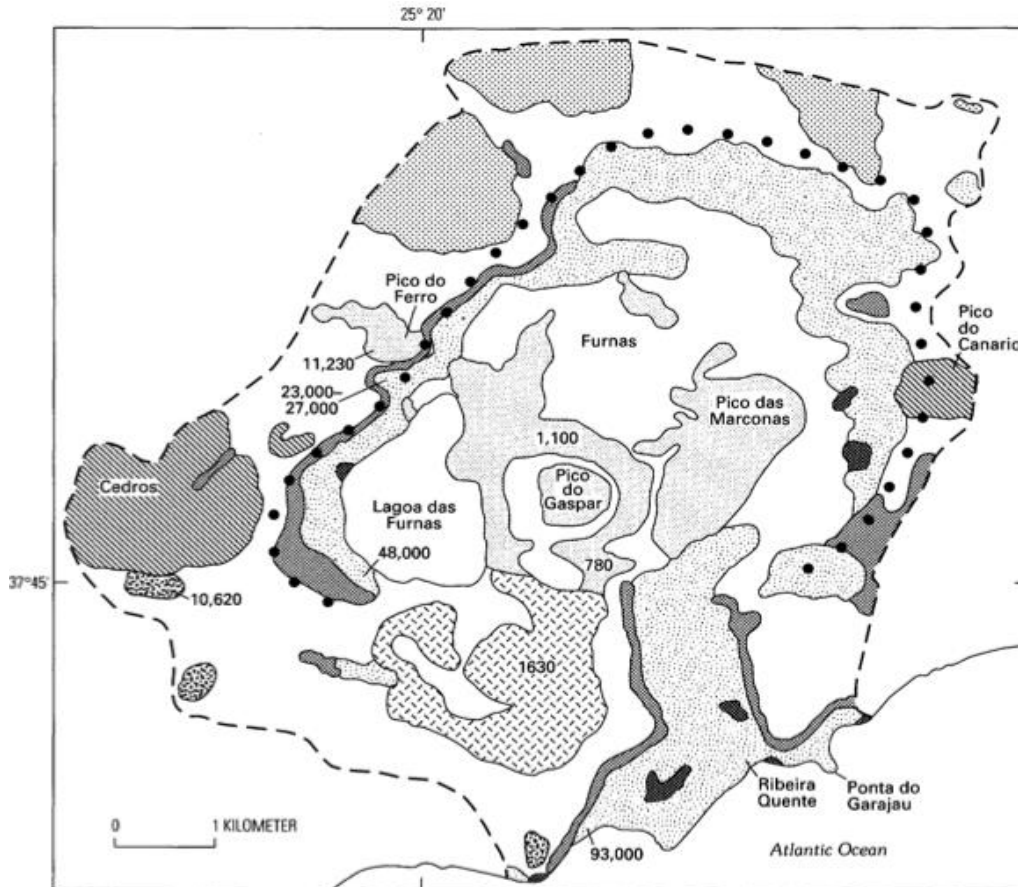 25° 20'
Pico do
Ferro
11,230
23,000–
27,000
Furnas
Pico
do
Canario
Pico das
Marconas
1,100
Cedros
Pico
do
Gaspar
Lagoa das
Furnas
48,000
780
37°45'
10,620
1630
Ribeira
Quente
Ponta do
Garajau
0 1 KILOMETER
93,000
Atlantic Ocean